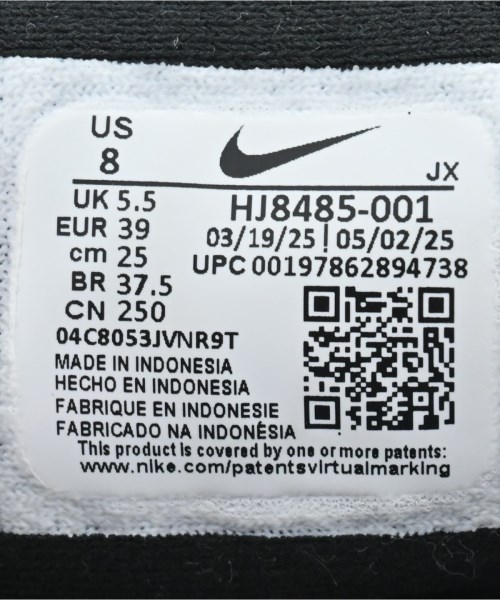 US
8
JX
UK 5.5
EUR 39
cm 25
BR 37.5
CN 250
HJ8485-001
03/19/25 | 05/02/25
UPC 00197862894738
04C8053JVNR9T
MADE IN INDONESIA
HECHO EN INDONESIA
FABRIQUE EN INDONESIE
FABRICADO NA INDONÉSIA
This product is covered by one or more patents:
www.nike.com/patentsvirtualmarking